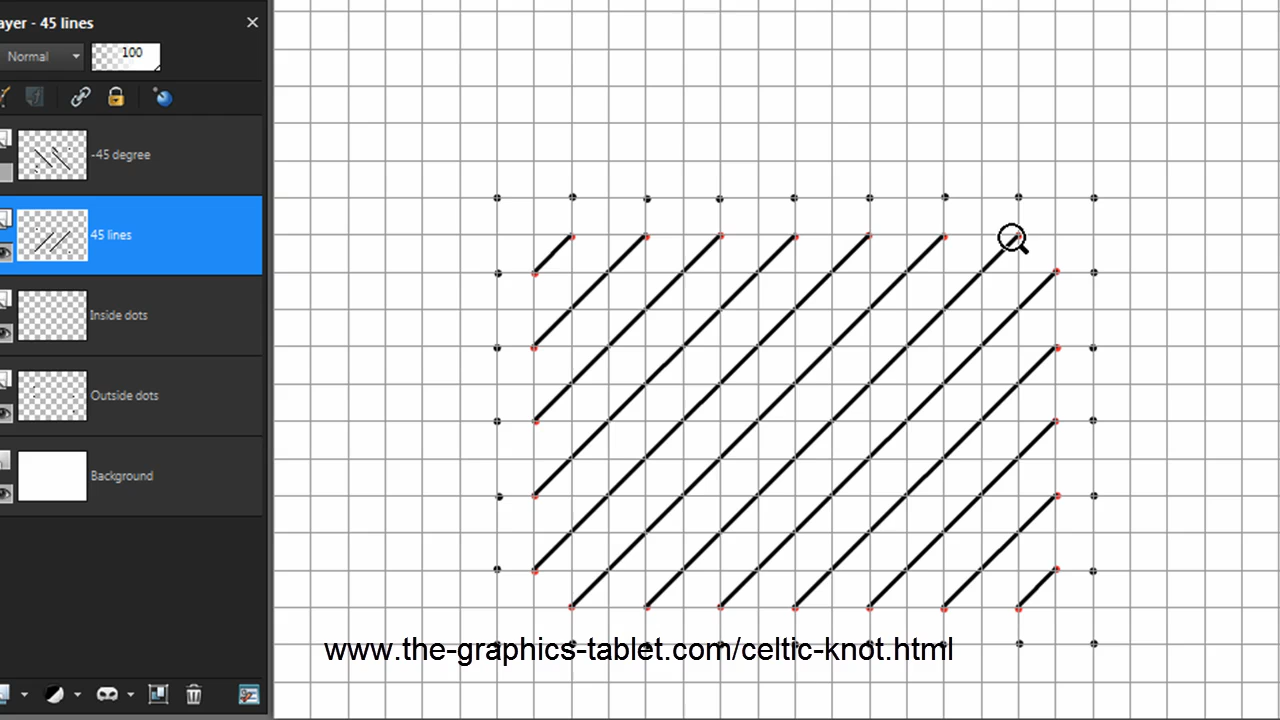 ayer - 45 lines
Normal
100
-45 degree
45 lines
Inside dots
Outside dots
Background
www.the-graphics-tablet.com/celtic-knot.html